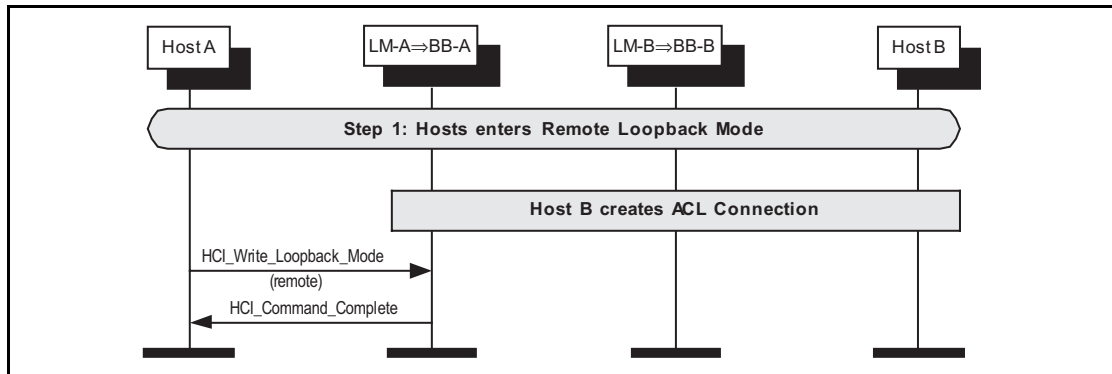 Host A
LM-A⇒BB-A
LM-B⇒BB-B
Host B
Step 1: Hosts enters Remote Loopback Mode
Host B creates ACL Connection
HCI_Write_Loopback_Mode
(remote)
HCI_Command_Complete